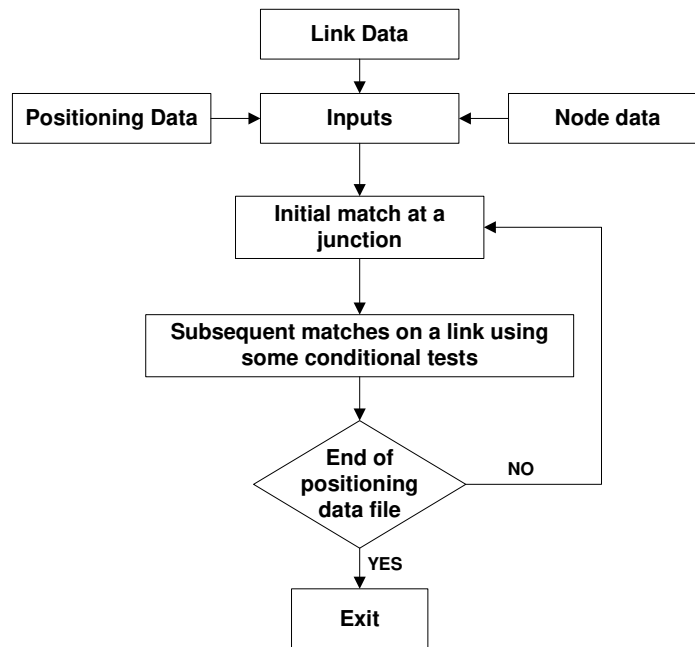 Link Data
Positioning Data
Inputs
Node data
Initial match at a
junction
Subsequent matches on a link using
some conditional tests
End of
positioning
data file
NO
YES
Exit